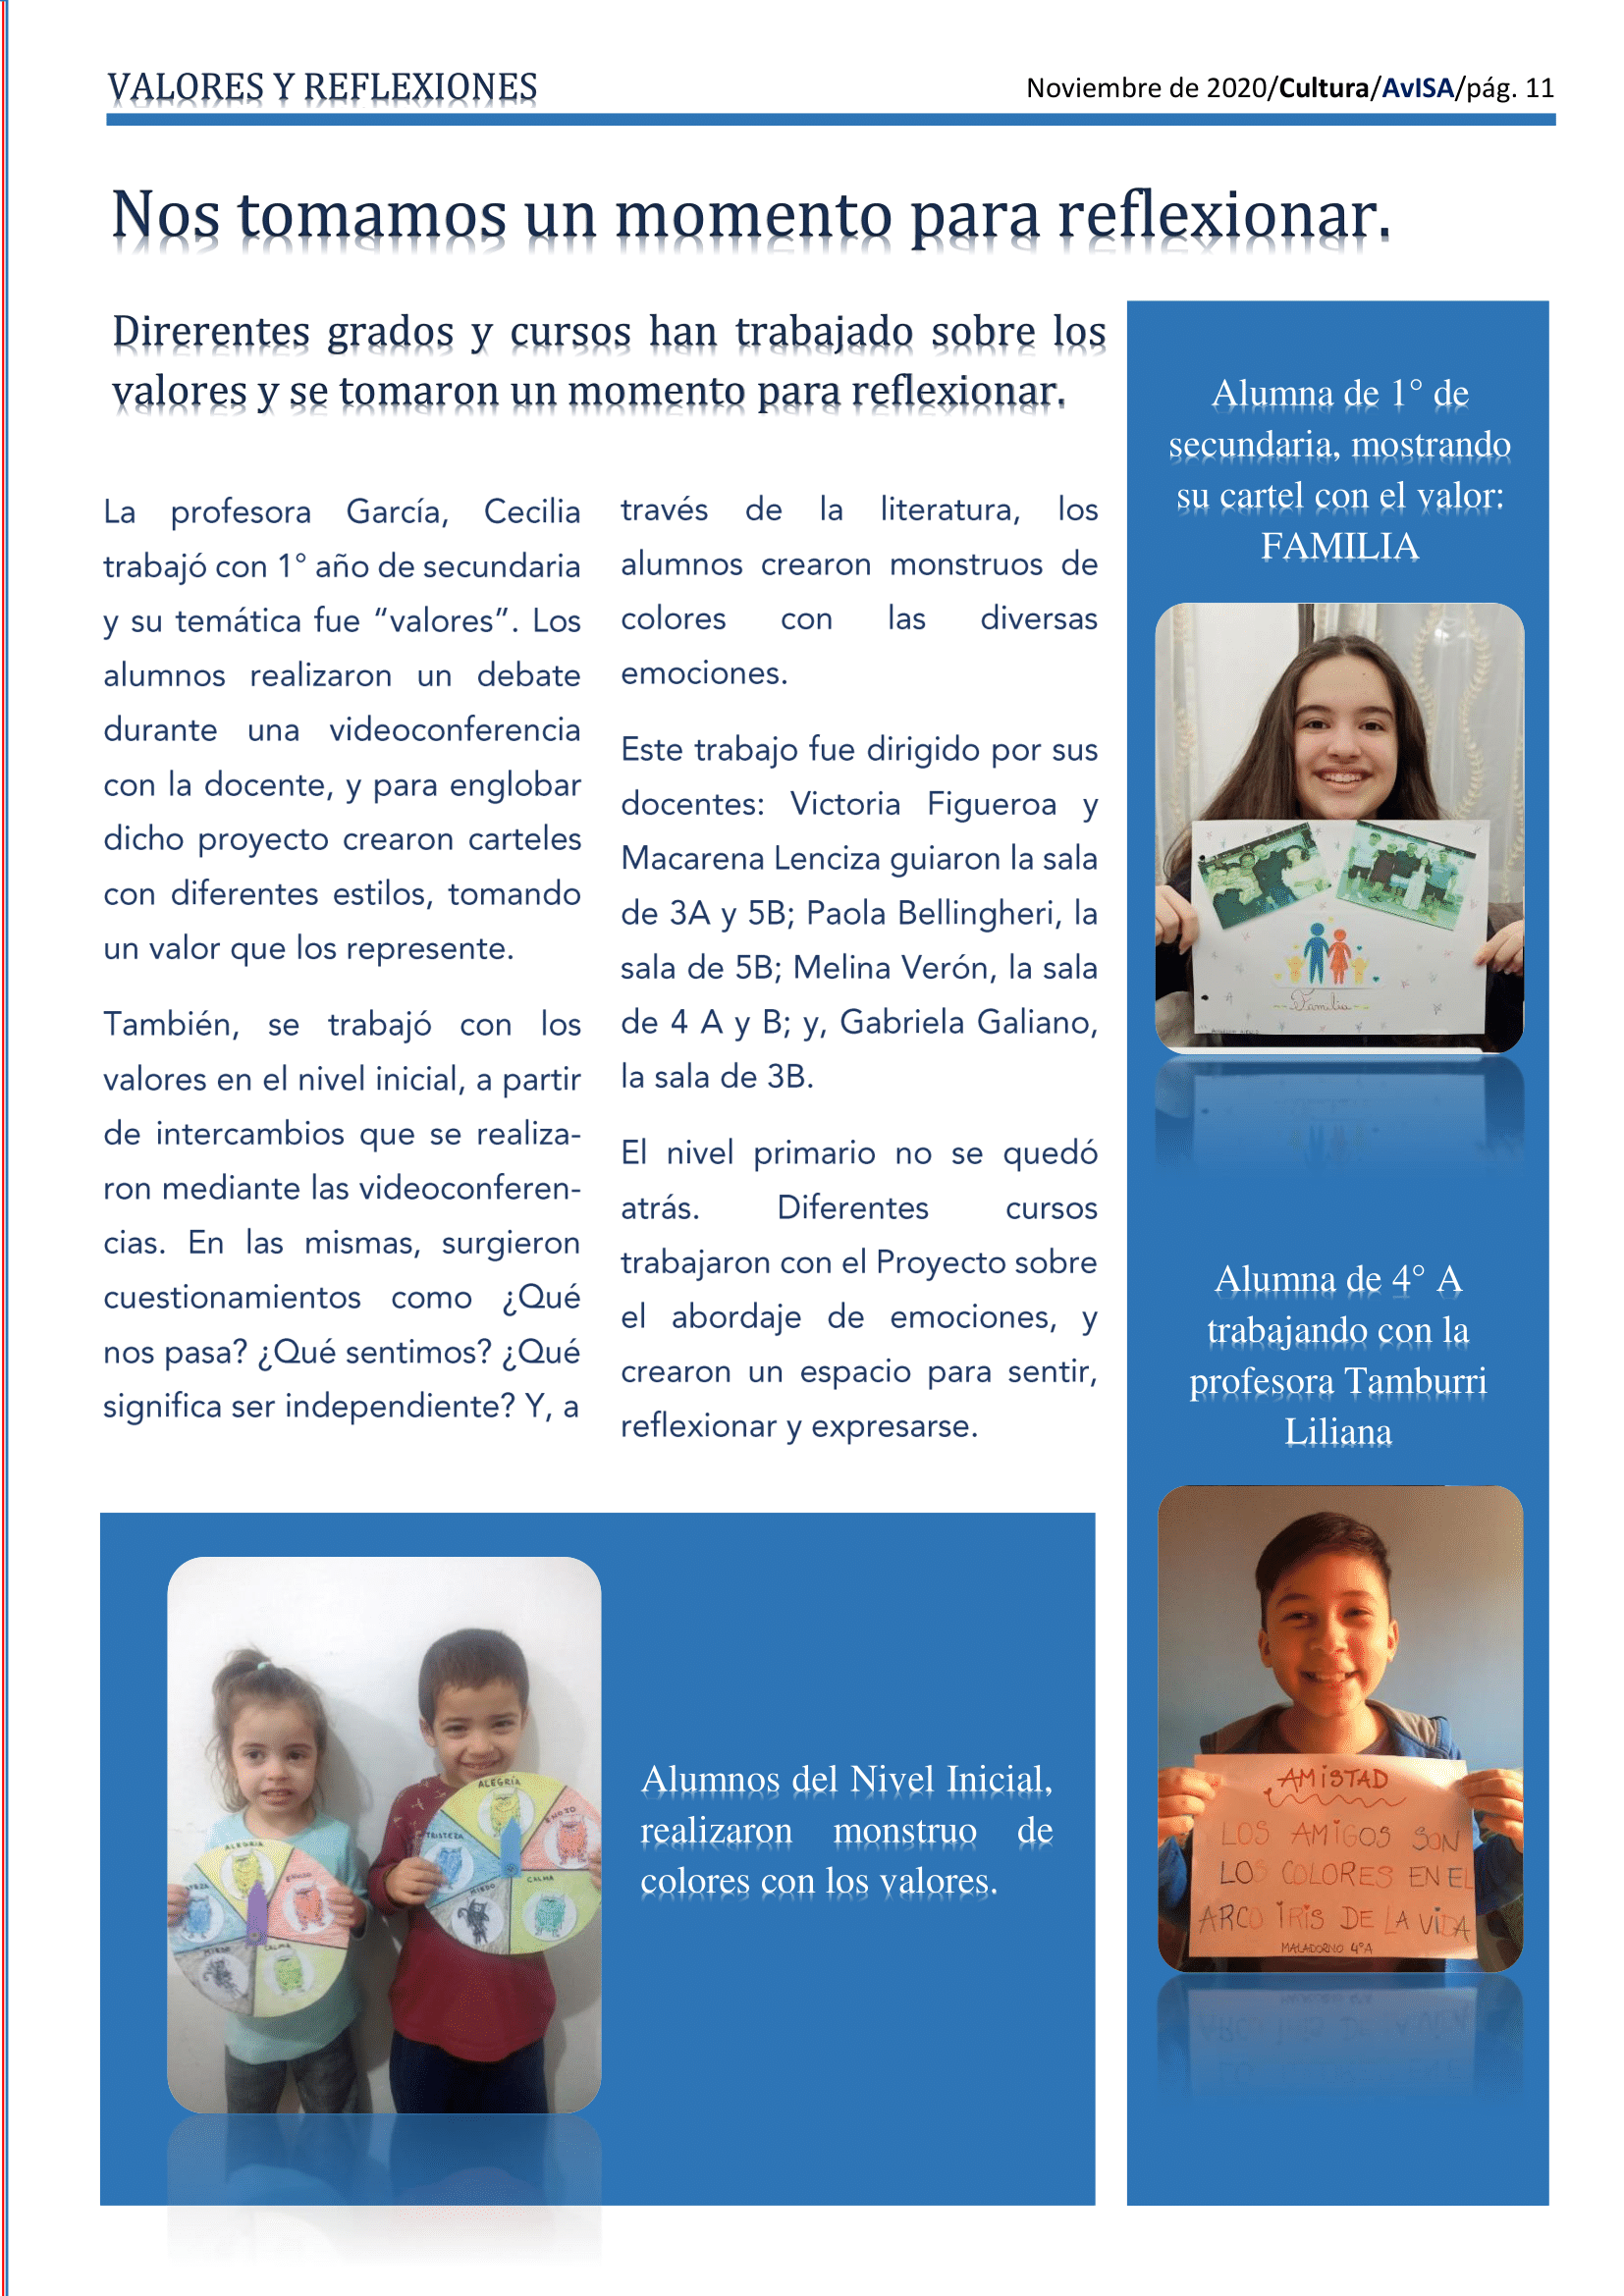 VALORES Y REFLEXIONES
Noviembre de 2020/Cultura/AvISA/pág. 11
Nos tomamos un momento para reflexionar.
Direrentes grados y cursos han trabajado sobre los
valores y se tomaron un momento para reflexionar.
La profesora García, Cecilia
trabajó con 1° año de secundaria
y su temática fue “valores”. Los
alumnos realizaron un debate
durante una videoconferencia
con la docente, y para englobar
dicho proyecto crearon carteles
con diferentes estilos, tomando
un valor que los represente.
También, se trabajó con los
valores en el nivel inicial, a partir
de intercambios que se realiza-
ron mediante las videoconferen-
cias. En las mismas, surgieron
cuestionamientos como ¿Qué
nos pasa? ¿Qué sentimos? ¿Qué
significa ser independiente? Y, a
través de la literatura, los
alumnos crearon monstruos de
colores con las diversas
emociones.
Este trabajo fue dirigido por sus
docentes: Victoria Figueroa y
Macarena Lenciza guiaron la sala
de 3A y 5B; Paola Bellingheri, la
sala de 5B; Melina Verón, la sala
de 4 A y B; y, Gabriela Galiano,
la sala de 3B.
El nivel primario no se quedó
atrás. Diferentes cursos
trabajaron con el Proyecto sobre
el abordaje de emociones, y
crearon un espacio para sentir,
reflexionar y expresarse.
Alumna de 1° de
secundaria, mostrando
su cartel con el valor:
FAMILIA
Familia
Alumna de 4° A
trabajando con la
profesora Tamburri
Liliana
AMISTAD
LOS AMIGOS SON
LOS COLORES EN EL
ARCO IRIS DE LA VIDA
MALADORNO 4°A
ALEGRÍA
ENOJO
CALMA
MIEDO
ALEGRÍA
ENOJO
CALMA
MIEDO
TRISTEZA
Alumnos del Nivel Inicial,
realizaron monstruo de
colores con los valores.